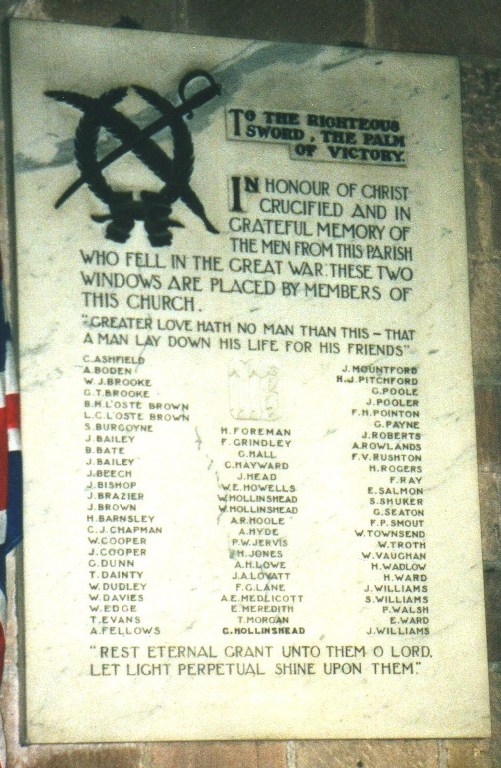 TO THE RIGHTEOUS
SWORD, THE PALM
OF VICTORY.
IN HONOUR OF CHRIST
CRUCIFIED AND IN
GRATEFUL MEMORY OF
THE MEN FROM THIS PARISH
WHO FELL IN THE GREAT WAR. THESE TWO
WINDOWS ARE PLACED BY MEMBERS OF
THIS CHURCH.
"GREATER LOVE HATH NO MAN THAN THIS – THAT
A MAN LAY DOWN HIS LIFE FOR HIS FRIENDS"
C. ASHFIELD
A. BODEN
W. J. BROOKE
G. T. BROOKE
B. H. L'OSTE BROWN
L. C. L'OSTE BROWN
S. BURGOYNE
J. BAILEY
B. BATE
J. BAILEY
J. BEECH
J. BISHOP
J. BRAZIER
J. BROWN
H. BARNSLEY
C. J. CHAPMAN
W. COOPER
J. COOPER
G. DUNN
T. DAINTY
W. DUDLEY
W. DAVIES
W. EDGE
T. EVANS
A. FELLOWS
H. FOREMAN
F. GRINDLEY
G. HALL
C. HAYWARD
J. HEAD
W. E. HOWELLS
W. HOLLINSHEAD
W. HOLLINSHEAD
A. R. HOOLE
A. HYDE
P. W. JERVIS
H. JONES
A. H. LOWE
J. A. LOVATT
F. G. LANE
A. E. MEDLICOTT
E. MEREDITH
T. MORGAN
G. HOLLINSHEAD
J. MOUNTFORD
H. J. PITCHFORD
G. POOLE
J. POOLER
F. H. POINTON
G. PAYNE
J. ROBERTS
A. ROWLANDS
F. V. RUSHTON
H. ROGERS
F. RAY
E. SALMON
S. SHUKER
G. SEATON
F. P. SMOUT
W. TOWNSEND
W. TROTH
W. VAUGHAN
H. WADLOW
H. WARD
J. WILLIAMS
S. WILLIAMS
P. WALSH
E. WARD
J. WILLIAMS
"REST ETERNAL GRANT UNTO THEM O LORD,
LET LIGHT PERPETUAL SHINE UPON THEM."